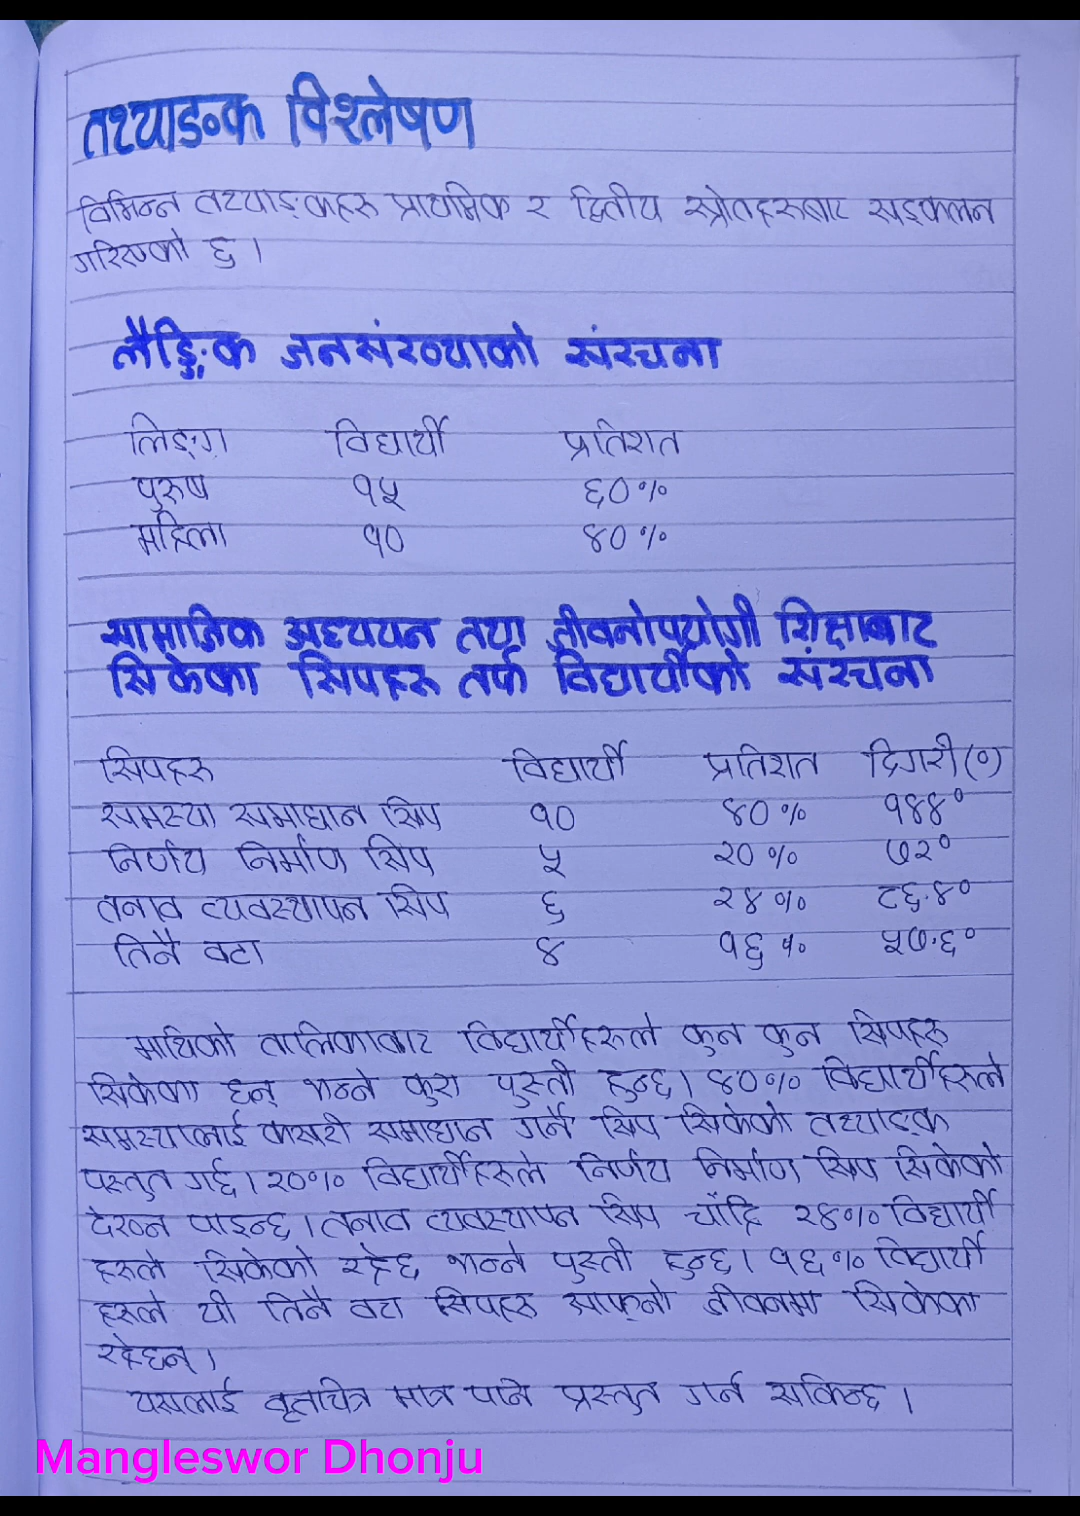 तथ्याङ्क विश्लेषण
विभिन्न तथ्याङ्कहरु प्राथमिक र द्वितीय स्रोतहरुबाट सङ्कलन
गरिएको छ ।
लैङ्गिक जनसंख्याको संरचना
लिङ्ग विद्यार्थी प्रतिशत
पुरुष १५ ६०%
महिला १० ४०%
सामाजिक अध्ययन तथा जीवनोपयोगी शिक्षाबाट
सिकेका सिपहरु तर्फ विद्यार्थीको संरचना
सिपहरु विद्यार्थी प्रतिशत दिगरी (०)
समस्या समाधान सिप १० ४०% १४४°
निर्णय निर्माण सिप ५ २०% ७२°
तनाव व्यवस्थापन सिप ६ २४% ८६.४°
तिनै वटा ४ १६% ५७.६°
माथिको तालिकाबाट विद्यार्थीहरुले कुन कुन सिपहरु
सिकेका छन् भन्ने कुरा पुस्ती हुन्छ। ४०% विद्यार्थीहरुले
समस्यालाई कसरी समाधान गर्ने सिप सिकेको तथ्याङ्क
प्रस्तुत गर्छ। २०% विद्यार्थीहरुले निर्णय निर्माण सिप सिकेको
देख्न पाइन्छ। तनाव व्यवस्थापन सिप चाँहि २४% विद्यार्थी
हरुले सिकेको रहेछ भन्ने पुस्ती हुन्छ। १६% विद्यार्थी
हरुले यी तिनै वटा सिपहरु आफ्नो जीवनमा सिकेका
रहेछन्।
यसलाई वृत्तचित्र मात्र पनि प्रस्तुत गर्न सकिन्छ ।
Mangleswor Dhonju